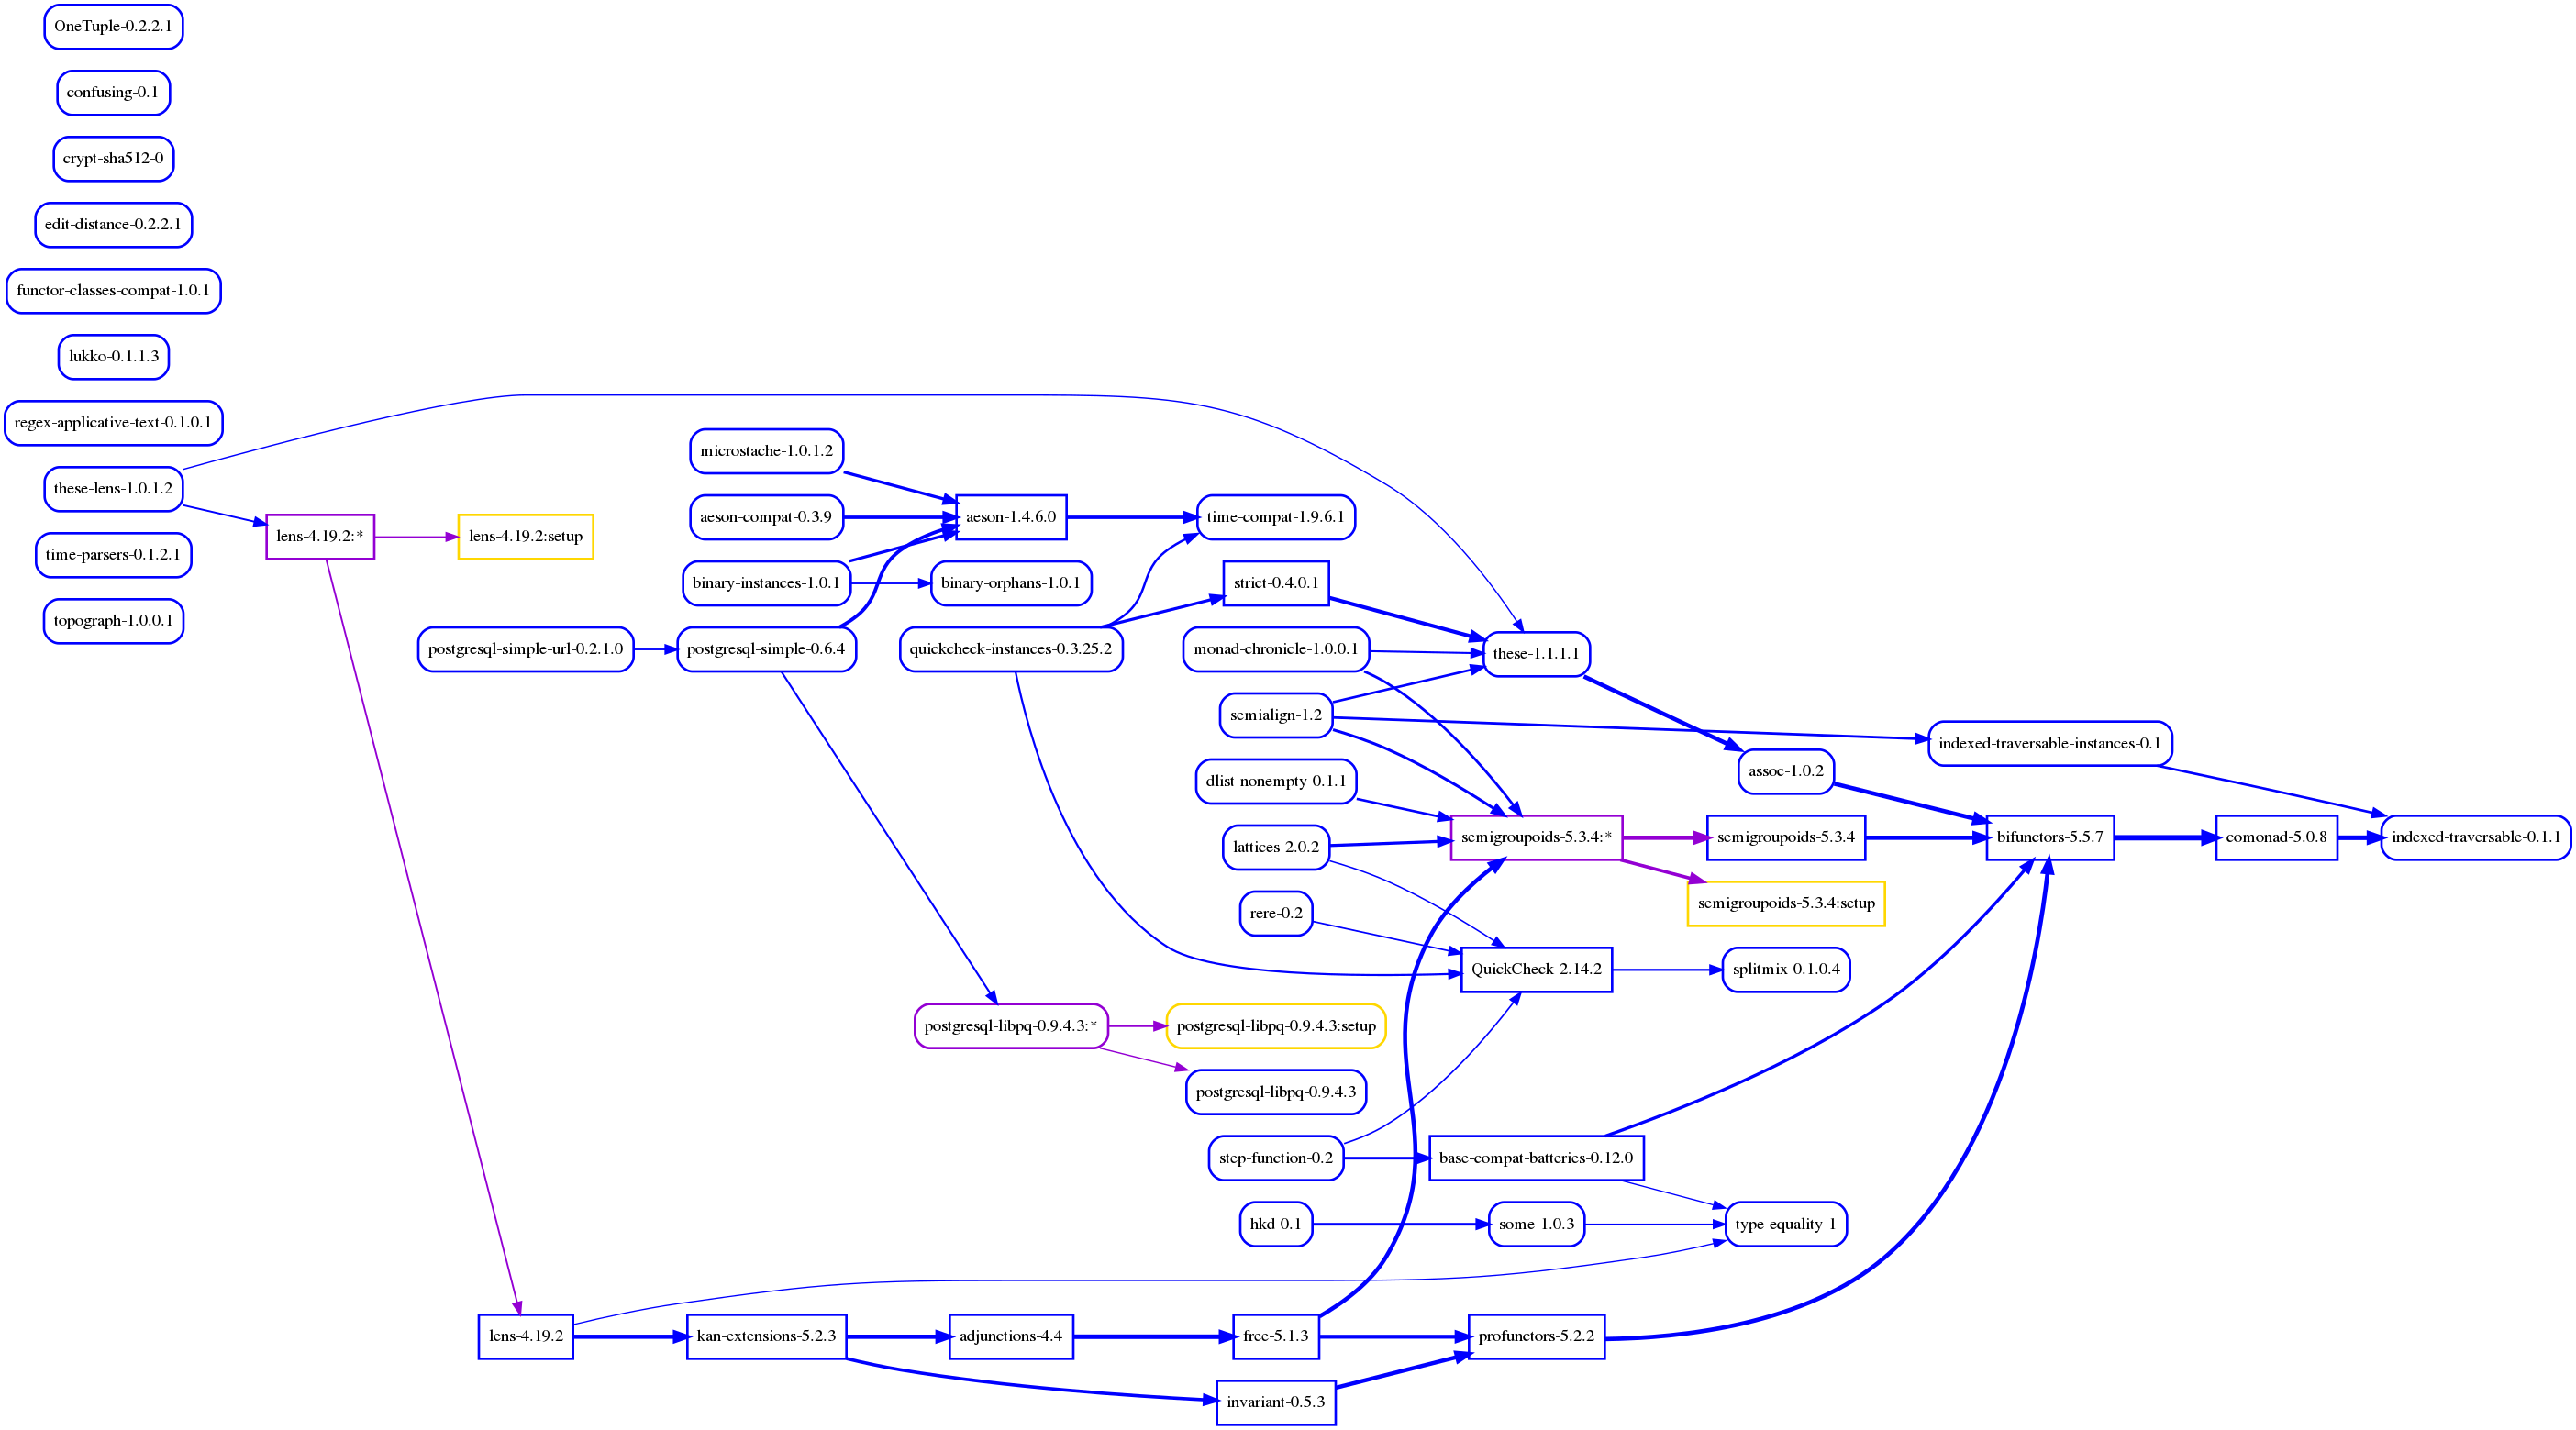 OneTuple-0.2.2.1
confusing-0.1
crypt-sha512-0
edit-distance-0.2.2.1
functor-classes-compat-1.0.1
lukko-0.1.1.3
regex-applicative-text-0.1.0.1
these-lens-1.0.1.2
time-parsers-0.1.2.1
topograph-1.0.0.1
lens-4.19.2:*
lens-4.19.2:setup
microstache-1.0.1.2
aeson-compat-0.3.9
binary-instances-1.0.1
postgresql-simple-url-0.2.1.0
postgresql-simple-0.6.4
aeson-1.4.6.0
binary-orphans-1.0.1
quickcheck-instances-0.3.25.2
time-compat-1.9.6.1
strict-0.4.0.1
monad-chronicle-1.0.0.1
semialign-1.2
dlist-nonempty-0.1.1
lattices-2.0.2
rere-0.2
these-1.1.1.1
assoc-1.0.2
indexed-traversable-instances-0.1
semigroupoids-5.3.4:*
semigroupoids-5.3.4
semigroupoids-5.3.4:setup
bifunctors-5.5.7
comonad-5.0.8
indexed-traversable-0.1.1
QuickCheck-2.14.2
splitmix-0.1.0.4
postgresql-libpq-0.9.4.3:*
postgresql-libpq-0.9.4.3:setup
postgresql-libpq-0.9.4.3
step-function-0.2
base-compat-batteries-0.12.0
hkd-0.1
some-1.0.3
type-equality-1
lens-4.19.2
kan-extensions-5.2.3
adjunctions-4.4
free-5.1.3
profunctors-5.2.2
invariant-0.5.3